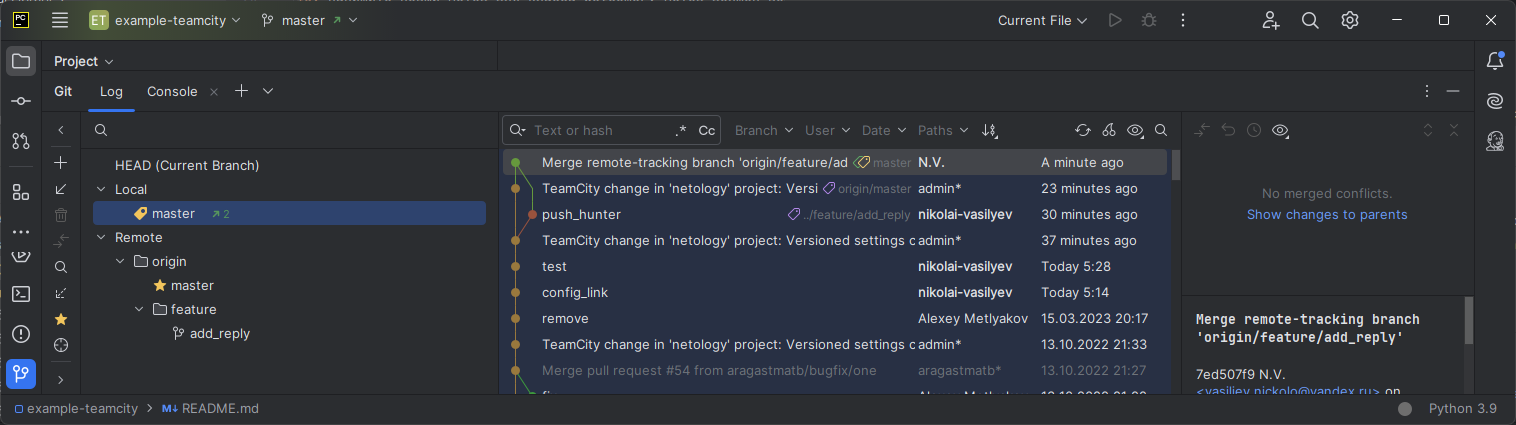 PC ET example-teamcity master Current File
Project
Git Log Console
Text or hash .* Cc Branch User Date Paths
HEAD (Current Branch)
Local
master 2
Remote
origin
master
feature
add_reply
Merge remote-tracking branch 'origin/feature/ad master N.V. A minute ago
TeamCity change in 'netology' project: Versi origin/master admin* 23 minutes ago
push_hunter ../feature/add_reply nikolai-vasilyev 30 minutes ago
TeamCity change in 'netology' project: Versioned settings c admin* 37 minutes ago
test nikolai-vasilyev Today 5:28
config_link nikolai-vasilyev Today 5:14
remove Alexey Metlyakov 15.03.2023 20:17
TeamCity change in 'netology' project: Versioned settings c admin* 13.10.2022 21:33
Merge pull request #54 from aragastmatb/bugfix/one aragastmatb* 13.10.2022 21:27
No merged conflicts.
Show changes to parents
Merge remote-tracking branch
'origin/feature/add_reply'
7ed507f9 N.V.
<vasiliev.nickolo@yandex.ru> on
example-teamcity > M↓ README.md Python 3.9